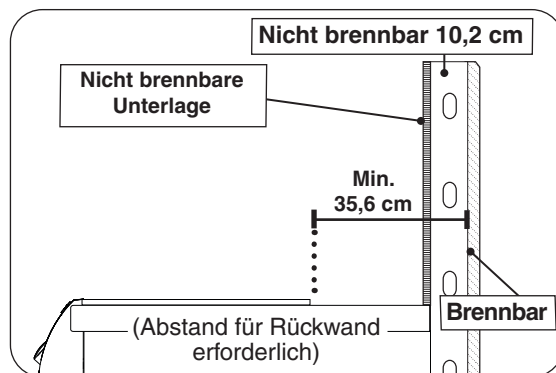 Nicht brennbar 10,2 cm
Nicht brennbare
Unterlage
Min.
35,6 cm
Brennbar
(Abstand für Rückwand
erforderlich)